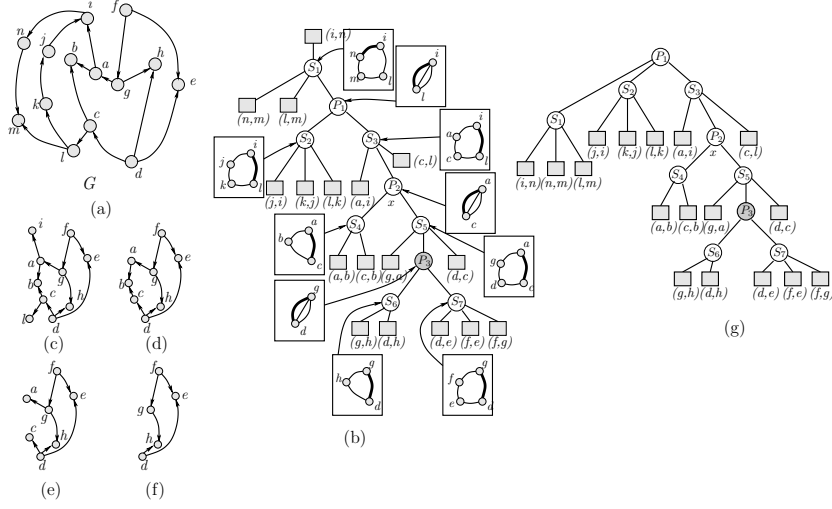 f
i
n
j
b
h
a
g
e
k
c
m
l
d
G
(a)
i
f
a
e
b
g
c
h
l
d
(c)
f
a
e
g
b
c
h
d
(d)
f
a
e
g
c
h
d
(e)
f
e
g
h
d
(f)
(i,n)
S1
n
i
m
l
i
l
(n,m)
(l,m)
P1
S2
S3
j
i
k
l
a
i
c
l
(c,l)
(j,i)
(k,j)
(l,k)
(a,i)
P2
x
a
c
S4
S5
b
a
c
(a,b)
(c,b)
(g,a)
(d,c)
g
a
d
c
P3
g
d
S6
S7
(g,h)
(d,h)
(d,e)
(f,e)
(f,g)
h
g
d
f
g
e
d
(b)
P1
S1
S2
S3
(j,i)
(k,j)
(l,k)
(a,i)
P2
x
(c,l)
(i,n)
(n,m)
(l,m)
S4
S5
(a,b)
(c,b)
(g,a)
P3
(d,c)
S6
S7
(g,h)
(d,h)
(d,e)
(f,e)
(f,g)
(g)